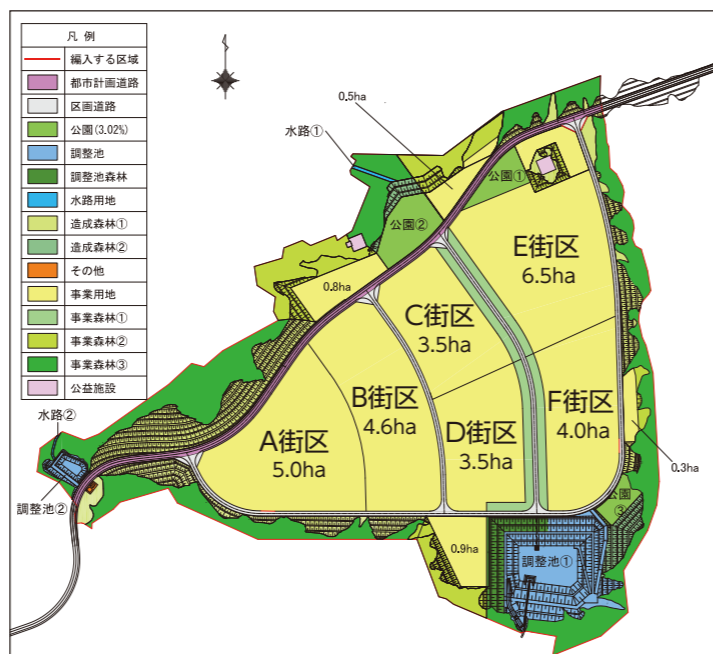 凡例
編入する区域
都市計画道路
区画道路
公園(3.02%)
調整池
調整池森林
水路用地
造成森林①
造成森林②
その他
事業用地
事業森林①
事業森林②
事業森林③
公益施設
0.5ha
水路①
公園①
公園②
E街区
6.5ha
0.8ha
C街区
3.5ha
B街区
4.6ha
F街区
4.0ha
A街区
5.0ha
D街区
3.5ha
水路②
調整池②
0.3ha
公園
③
0.9ha
調整池①